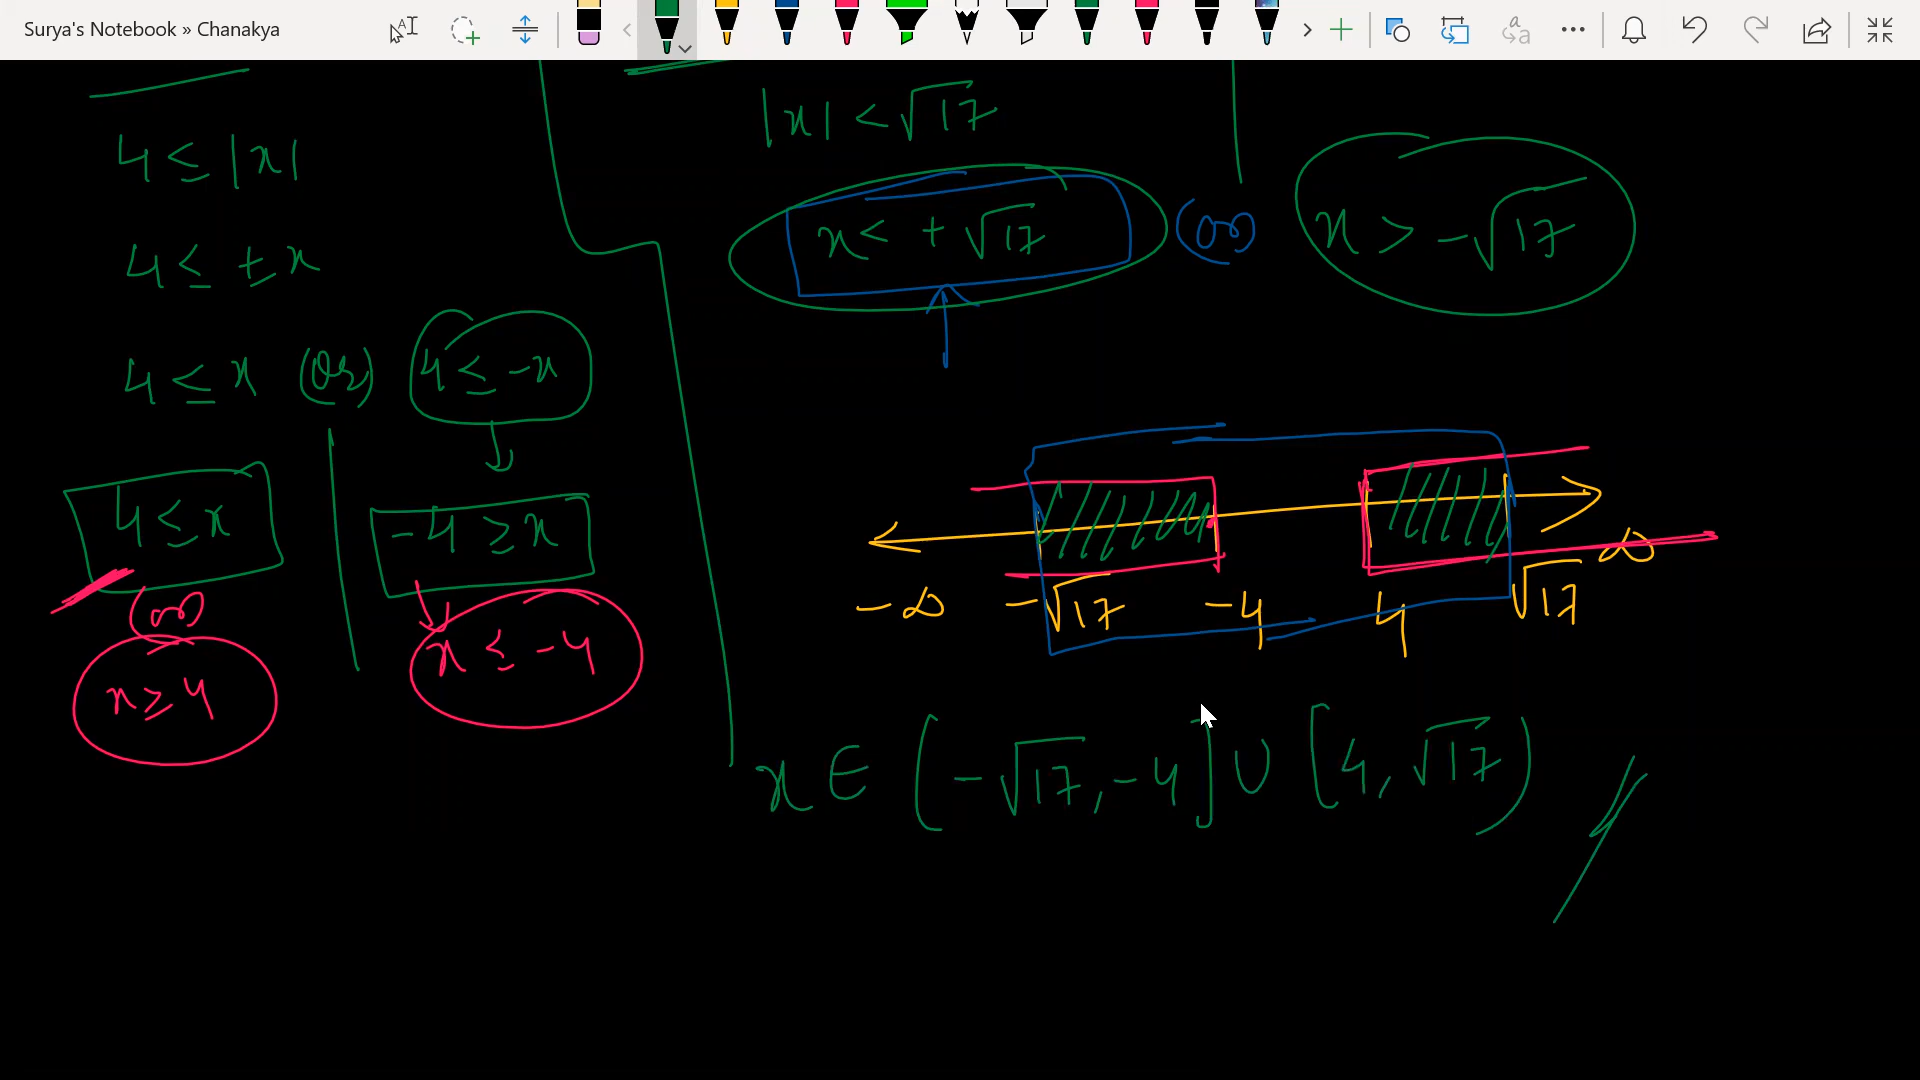 Surya's Notebook » Chanakya
4 ≤ |x|
4 ≤ ±x
4 ≤ x (or) 4 ≤ -x
4 ≤ x
-4 ≥ x
(or)
x ≥ 4
x ≤ -4
|x| < √17
x < +√17 (or) x > -√17
-∞ -√17 -4 4 √17 ∞
x ∈ (-√17, -4] ∪ [4, √17)